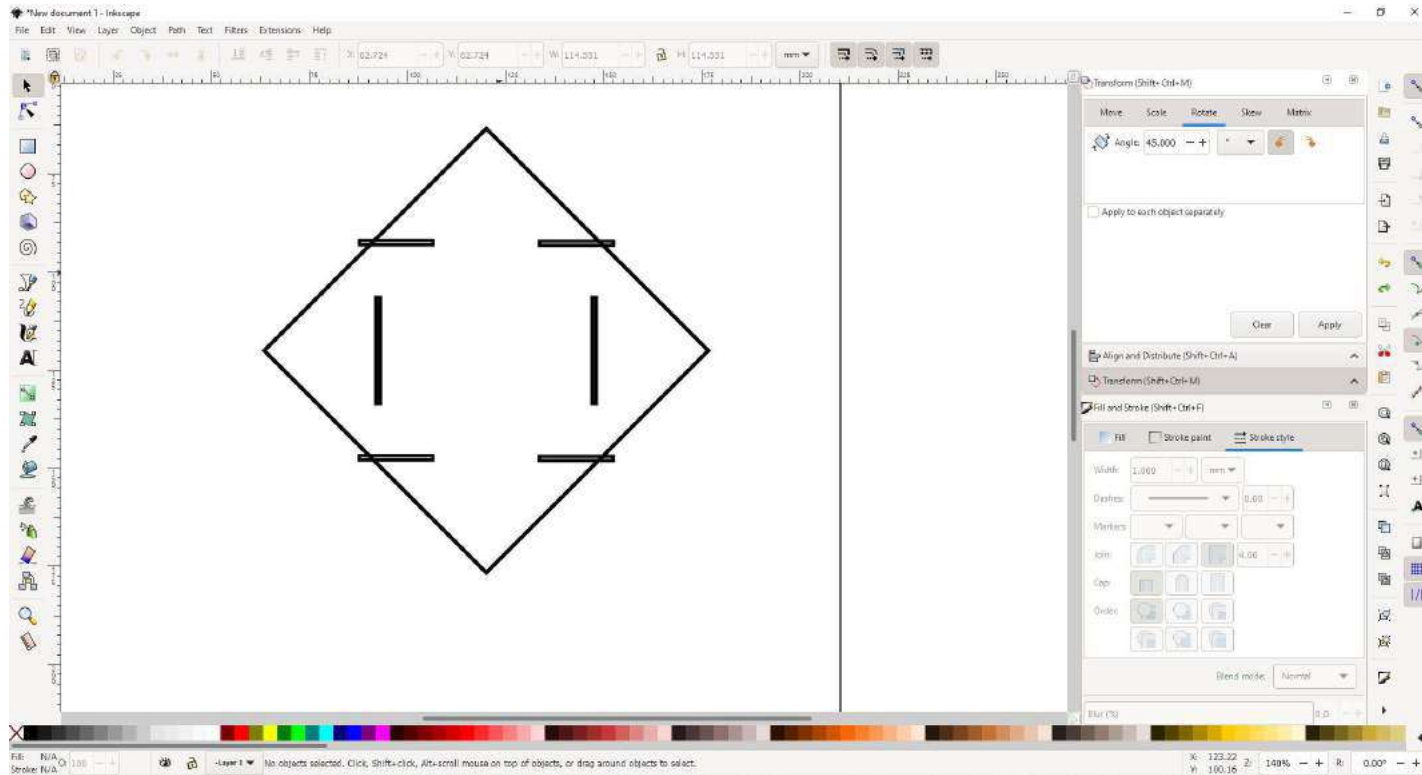 *New document 1 - Inkscape
File Edit View Layer Object Path Text Filters Extensions Help
X: 62.724 - + Y: 62.724 - + W: 114.551 - + H: 114.551 - + mm
Transform (Shift+Ctrl+M)
Move Scale Rotate Skew Matrix
Angle: 45.000 - + °
Apply to each object separately
Clear Apply
Align and Distribute (Shift+Ctrl+A)
Transform (Shift+Ctrl+M)
Fill and Stroke (Shift+Ctrl+F)
Fill Stroke paint Stroke style
Width: 1.000 - + mm
Dashes: 0.00 - +
Markers:
Join: 4.00 - +
Cap:
Order:
Blend mode: Normal
Blur (%) 0.0 - +
Fill: N/A
Stroke: N/A O: 100 - + -Layer 1 No objects selected. Click, Shift+click, Alt+scroll mouse on top of objects, or drag around objects to select.
X: 123.22
Y: 100.16 Z: 140% - + R: 0.00° - +